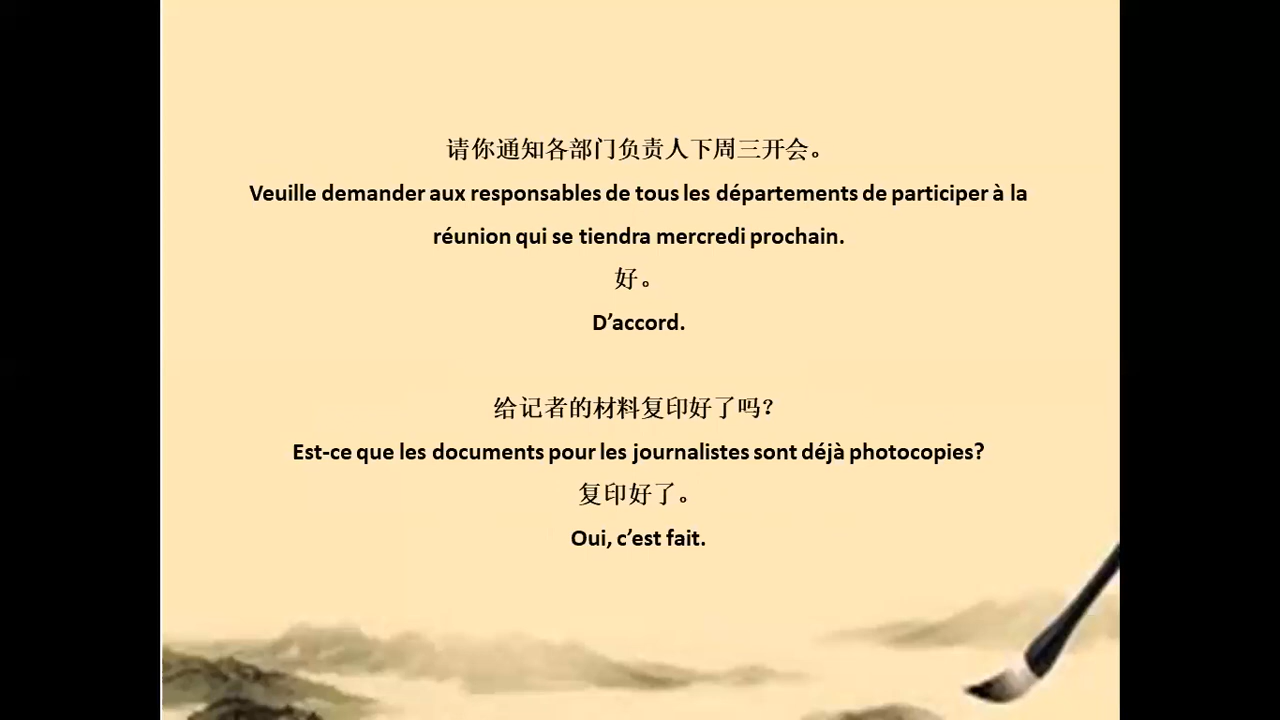 请你通知各部门负责人下周三开会。
Veuille demander aux responsables de tous les départements de participer à la
réunion qui se tiendra mercredi prochain.
好。
D’accord.
给记者的材料复印好了吗？
Est-ce que les documents pour les journalistes sont déjà photocopies?
复印好了。
Oui, c’est fait.